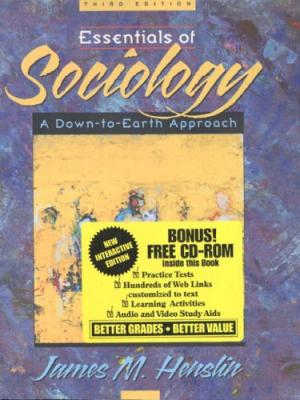 THIRD EDITION
Essentials of
Sociology
A Down-to-Earth Approach
NEW
INTERACTIVE
EDITION
BONUS!
FREE CD-ROM
inside this Book
Practice Tests
Hundreds of Web Links
customized to text
Learning Activities
Audio and Video Study Aids
BETTER GRADES • BETTER VALUE
James M. Henslin